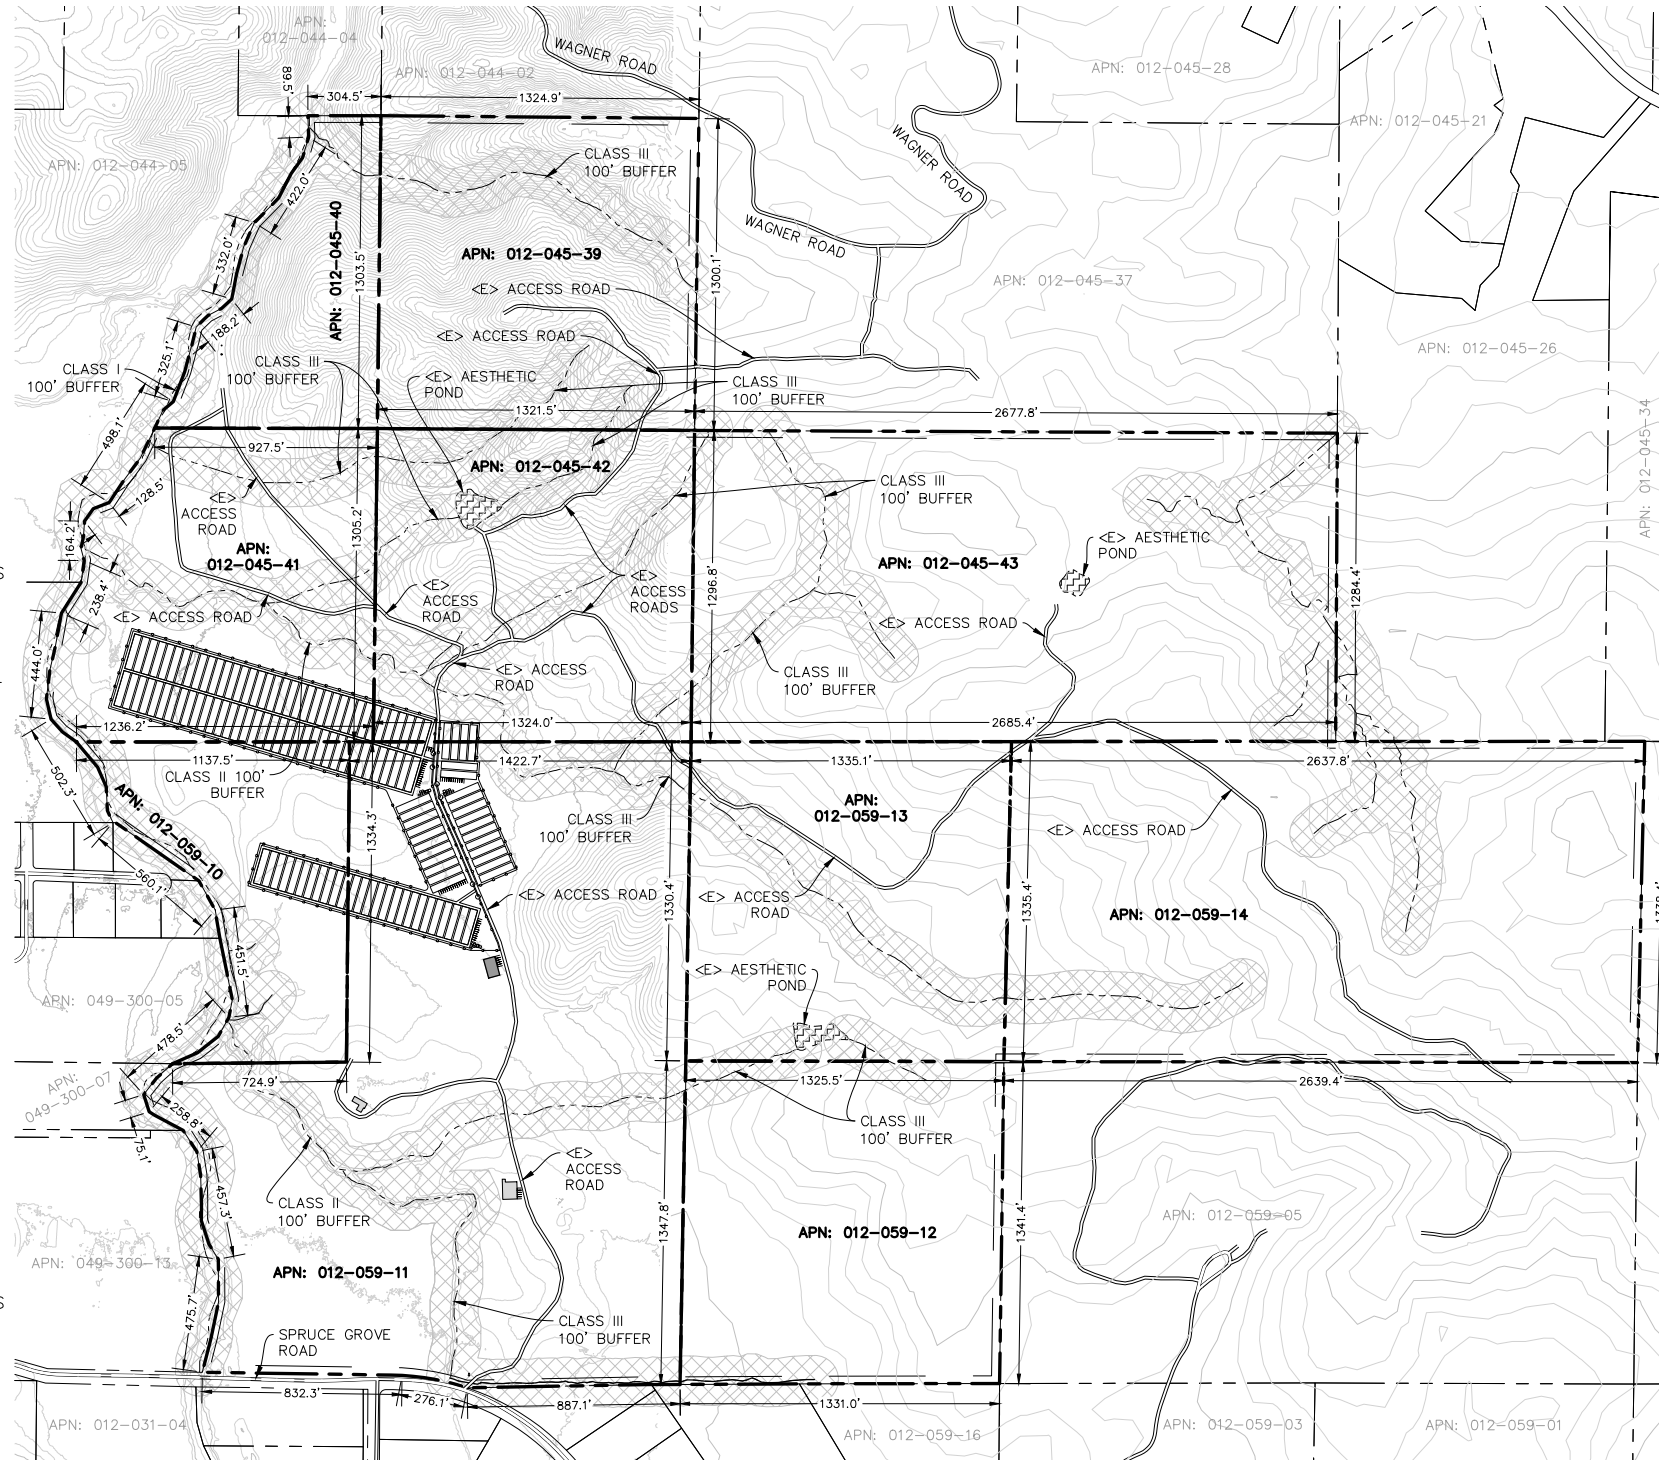 APN:
012-044-04
WAGNER ROAD
APN: 012-044-02
APN: 012-045-28
89.5'
304.5'
1324.9'
APN: 012-045-21
WAGNER ROAD
APN: 012-044-05
CLASS III
100' BUFFER
422.0'
WAGNER ROAD
332.0'
APN: 012-045-40
1303.5'
APN: 012-045-39
1300.1'
APN: 012-045-37
<E> ACCESS ROAD
188.2'
325.1'
<E> ACCESS ROAD
APN: 012-045-26
CLASS I
100' BUFFER
CLASS III
100' BUFFER
<E> AESTHETIC
POND
CLASS III
100' BUFFER
1321.5'
2677.8'
APN: 012-045-34
498.1'
927.5'
APN: 012-045-42
128.5'
<E>
ACCESS
ROAD
CLASS III
100' BUFFER
164.2'
1305.2'
APN:
012-045-41
APN: 012-045-43
<E> AESTHETIC
POND
238.4'
<E> ACCESS ROAD
<E>
ACCESS
ROAD
<E>
ACCESS
ROADS
1296.8'
1284.4'
<E> ACCESS ROAD
444.0'
<E> ACCESS
ROAD
CLASS III
100' BUFFER
1236.2'
1324.0'
2685.4'
1137.5'
1422.7'
1335.1'
2637.8'
CLASS II 100'
BUFFER
502.3'
APN: 012-059-10
1334.3'
CLASS III
100' BUFFER
APN:
012-059-13
<E> ACCESS ROAD
560.1'
<E> ACCESS ROAD
<E> ACCESS
ROAD
1330.4'
1335.4'
APN: 012-059-14
451.5'
<E> AESTHETIC
POND
APN: 049-300-05
478.5'
APN:
049-300-07
724.9'
1325.5'
2639.4'
258.8'
75.1'
CLASS III
100' BUFFER
<E>
ACCESS
ROAD
457.3'
CLASS II
100' BUFFER
1347.8'
1341.4'
APN: 012-059-05
APN: 012-059-12
APN: 049-300-13
APN: 012-059-11
475.7'
CLASS III
100' BUFFER
SPRUCE GROVE
ROAD
832.3'
276.1'
887.1'
1331.0'
APN: 012-031-04
APN: 012-059-16
APN: 012-059-03
APN: 012-059-01